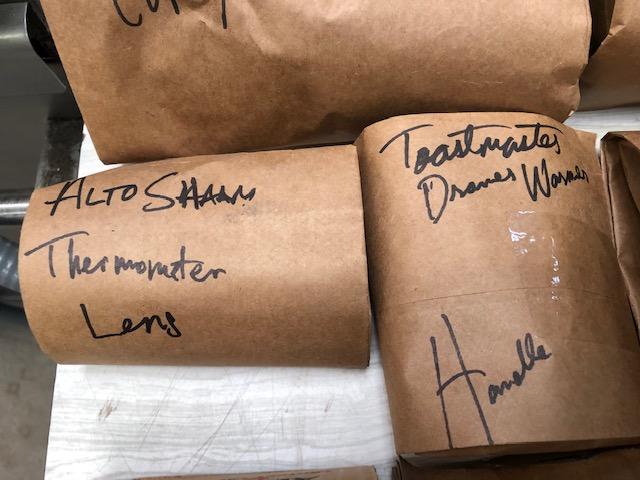 ALTO SHAAM
Thermometer
Lens
Toastmaster
Drawer Warmer
Handle